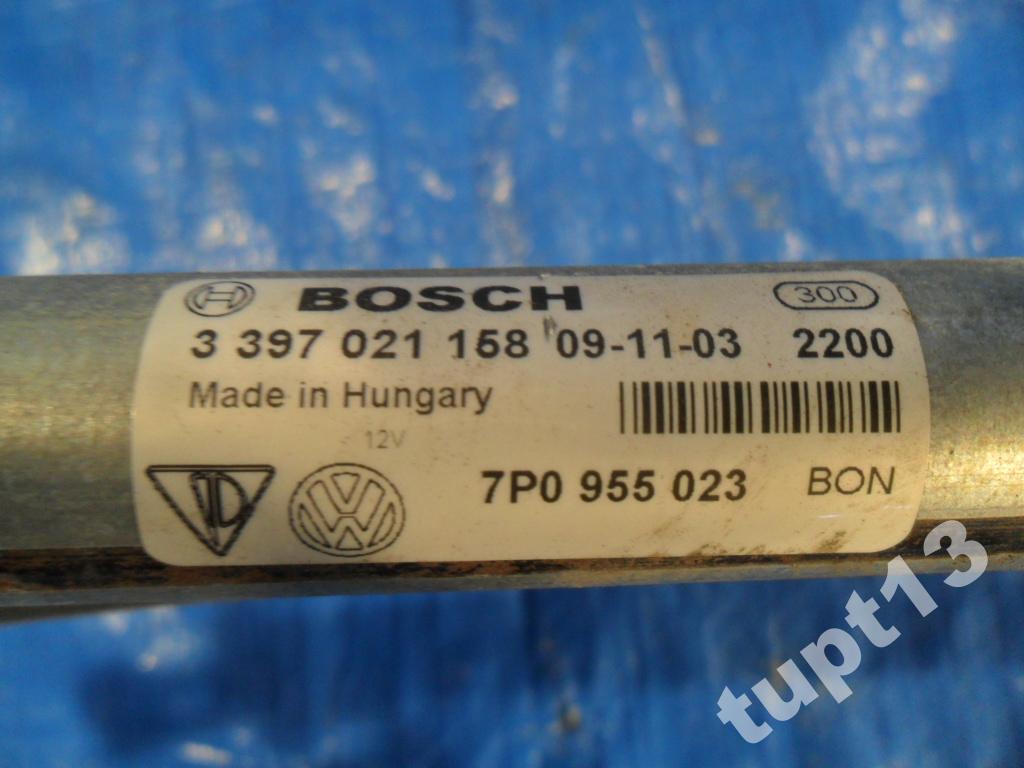 BOSCH 300
3 397 021 158 09-11-03 2200
Made in Hungary
12V
7P0 955 023 BON
tupt13